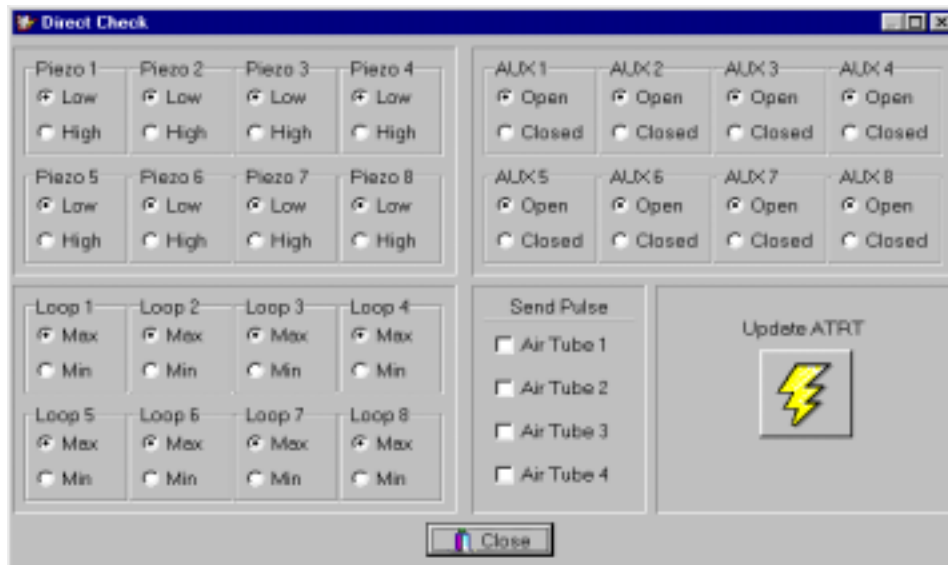 Direct Check
Piezo 1 Piezo 2 Piezo 3 Piezo 4
Low Low Low Low
High High High High
Piezo 5 Piezo 6 Piezo 7 Piezo 8
Low Low Low Low
High High High High
AUX 1 AUX 2 AUX 3 AUX 4
Open Open Open Open
Closed Closed Closed Closed
AUX 5 AUX 6 AUX 7 AUX 8
Open Open Open Open
Closed Closed Closed Closed
Loop 1 Loop 2 Loop 3 Loop 4
Max Max Max Max
Min Min Min Min
Loop 5 Loop 6 Loop 7 Loop 8
Max Max Max Max
Min Min Min Min
Send Pulse
Air Tube 1
Air Tube 2
Air Tube 3
Air Tube 4
Update ATRT
Close